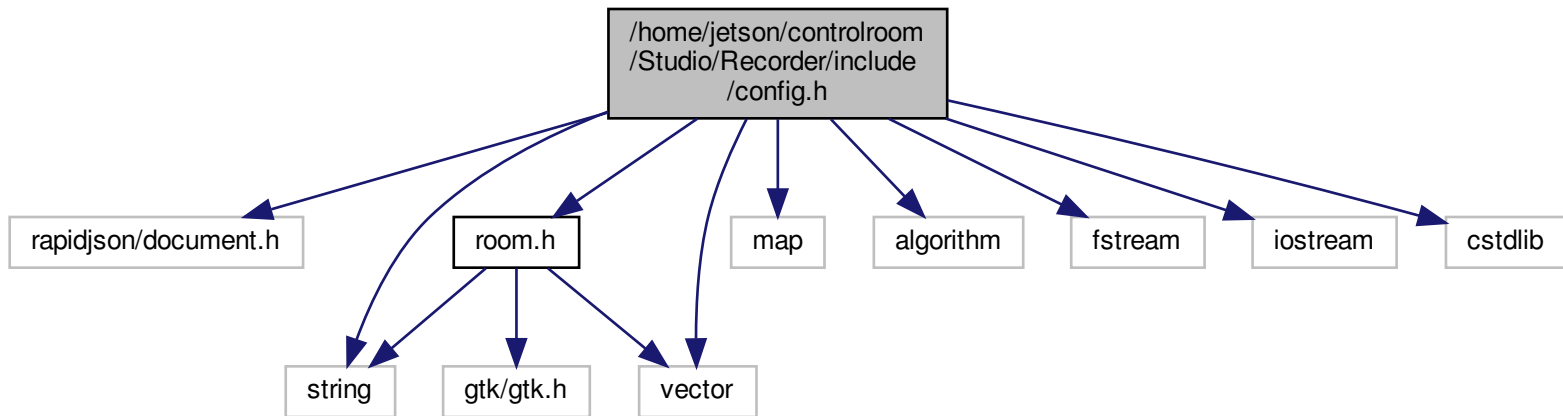 /home/jetson/controlroom
/Studio/Recorder/include
/config.h
rapidjson/document.h
room.h
map
algorithm
fstream
iostream
cstdlib
string
gtk/gtk.h
vector